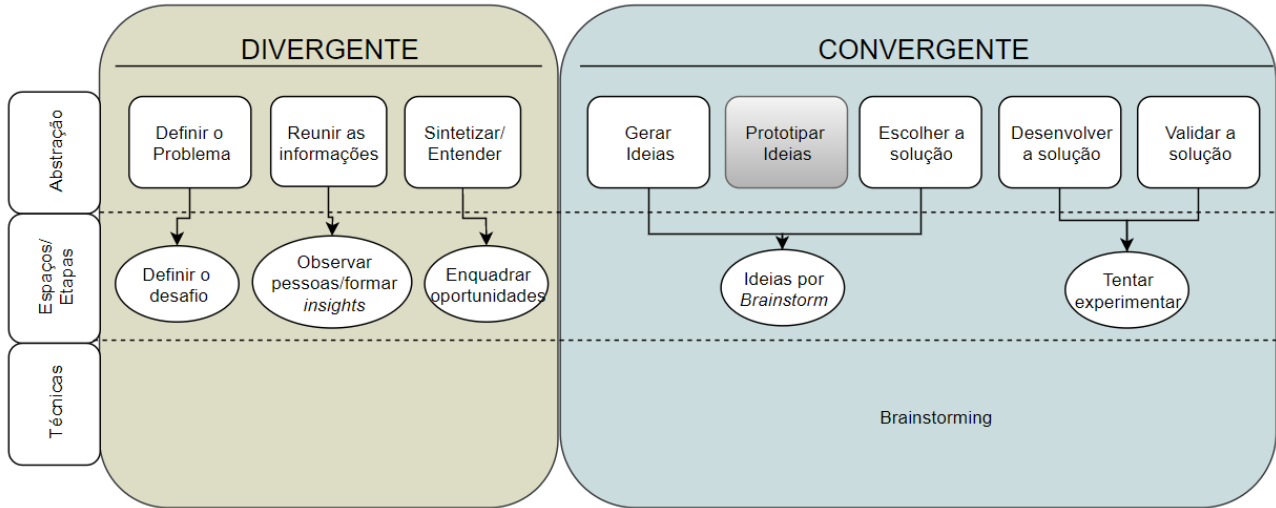 DIVERGENTE
CONVERGENTE
Abstração
Definir o
Problema
Reunir as
informações
Sintetizar/
Entender
Gerar
Ideias
Prototipar
Ideias
Escolher a
solução
Desenvolver
a solução
Validar a
solução
Espaços/
Etapas
Definir o
desafio
Observar
pessoas/formar
insights
Enquadrar
oportunidades
Ideias por
Brainstorm
Tentar
experimentar
Técnicas
Brainstorming